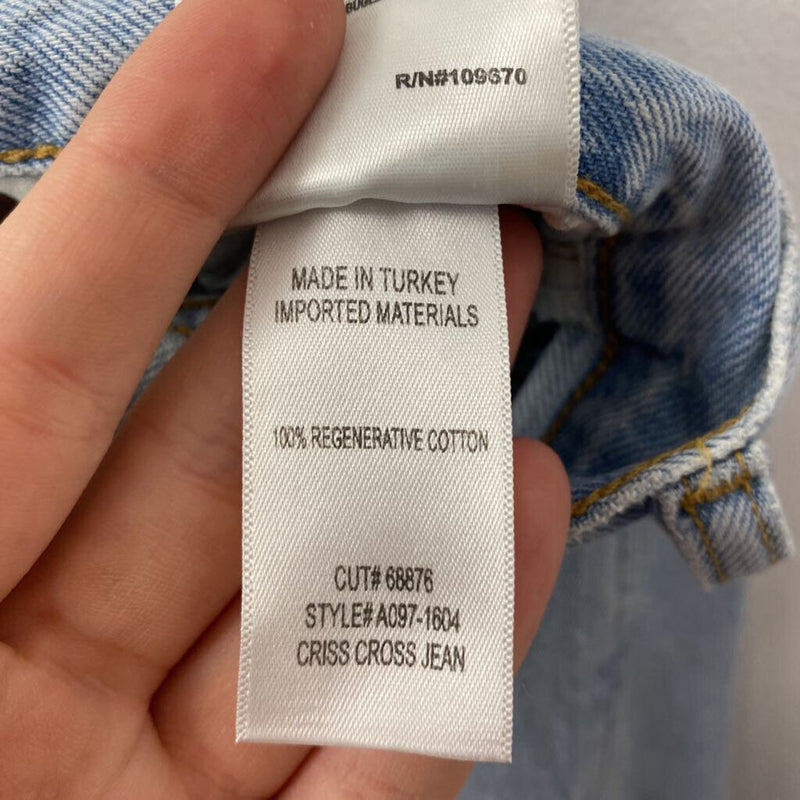 R/N#109670
MADE IN TURKEY
IMPORTED MATERIALS
100% REGENERATIVE COTTON
CUT# 68876
STYLE# A097-1604
CRISS CROSS JEAN